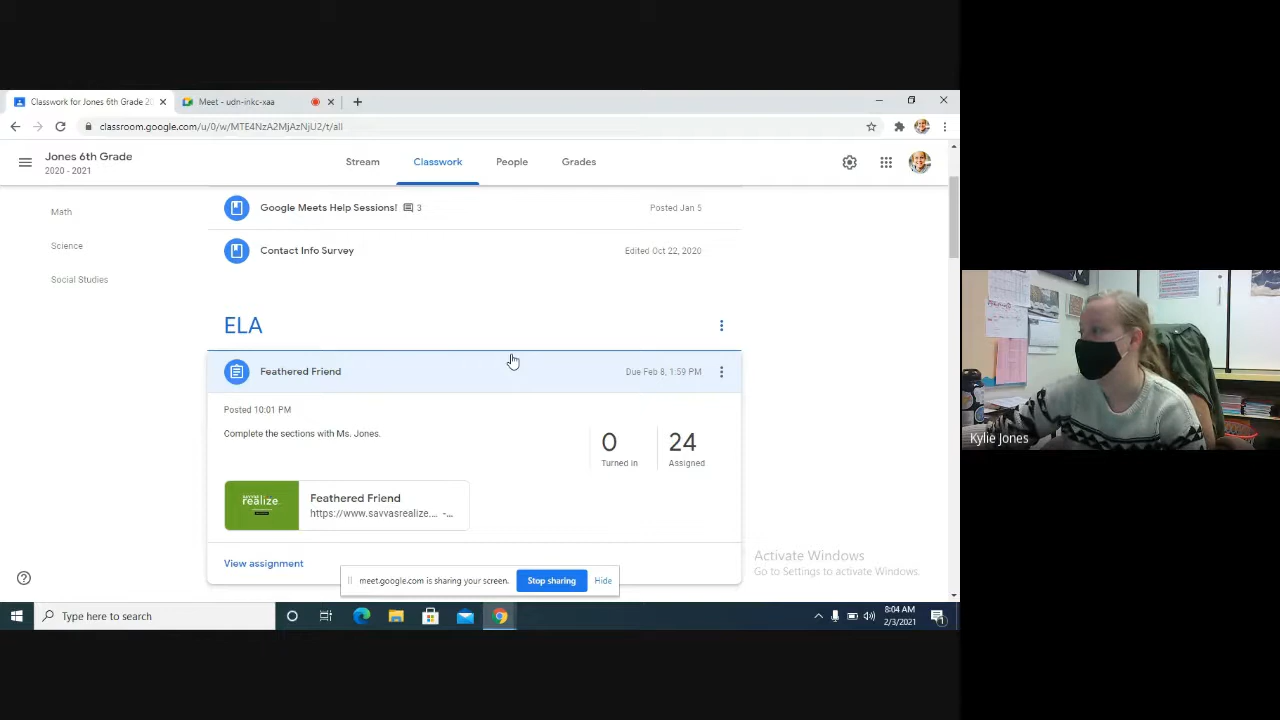 Classwork for Jones 6th Grade 20
Meet - udn-inkc-xaa
classroom.google.com/u/0/w/MTE4NzA2MjAzNjU2/t/all
Jones 6th Grade
2020 - 2021
Stream
Classwork
People
Grades
Math
Science
Social Studies
Google Meets Help Sessions! 3
Posted Jan 5
Contact Info Survey
Edited Oct 22, 2020
ELA
Feathered Friend
Due Feb 8, 1:59 PM
Posted 10:01 PM
Complete the sections with Ms. Jones.
0
Turned in
24
Assigned
realize
Feathered Friend
https://www.savvasrealize.... -...
View assignment
meet.google.com is sharing your screen.
Stop sharing
Hide
Activate Windows
Go to Settings to activate Windows.
Type here to search
8:04 AM
2/3/2021
1
Kylie Jones